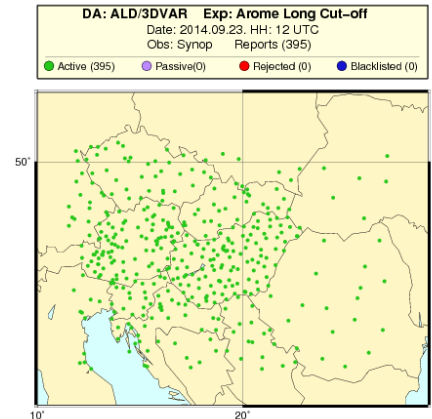 DA: ALD/3DVAR Exp: Arome Long Cut-off
Date: 2014.09.23. HH: 12 UTC
Obs: Synop Reports (395)
Active (395) Passive(0) Rejected (0) Blacklisted (0)
50°
10° 20°